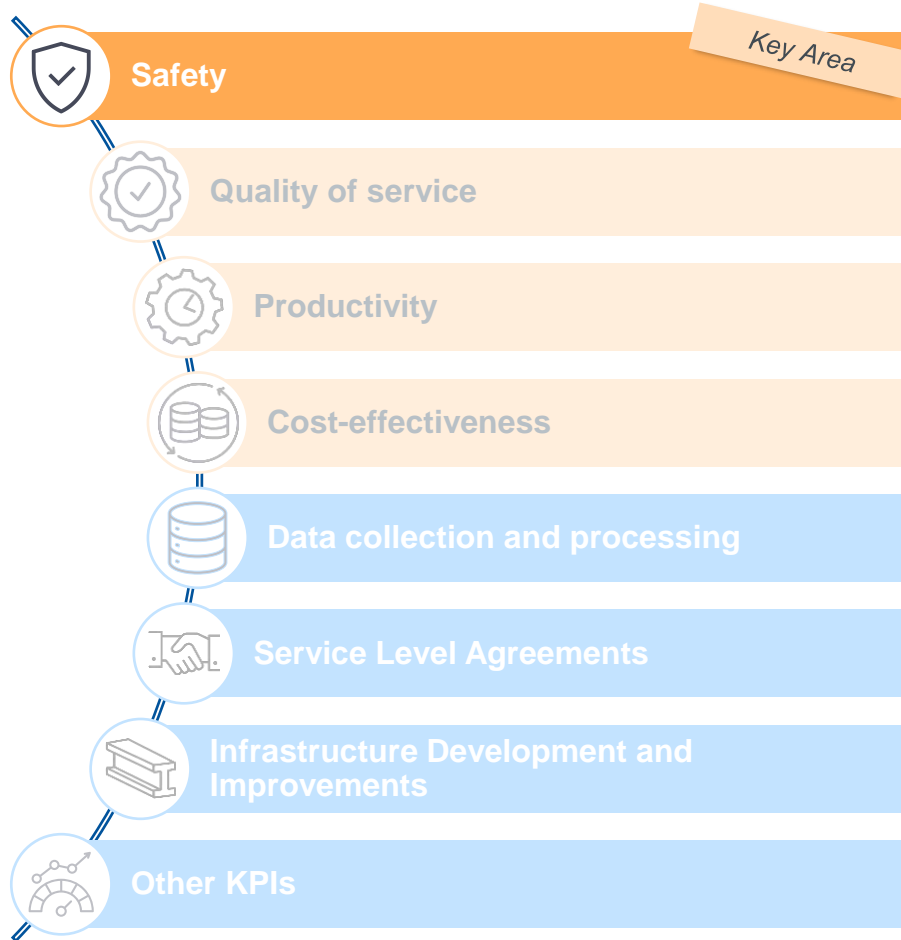 Key Area
Safety
Quality of service
Productivity
Cost-effectiveness
Data collection and processing
Service Level Agreements
Infrastructure Development and
Improvements
Other KPIs